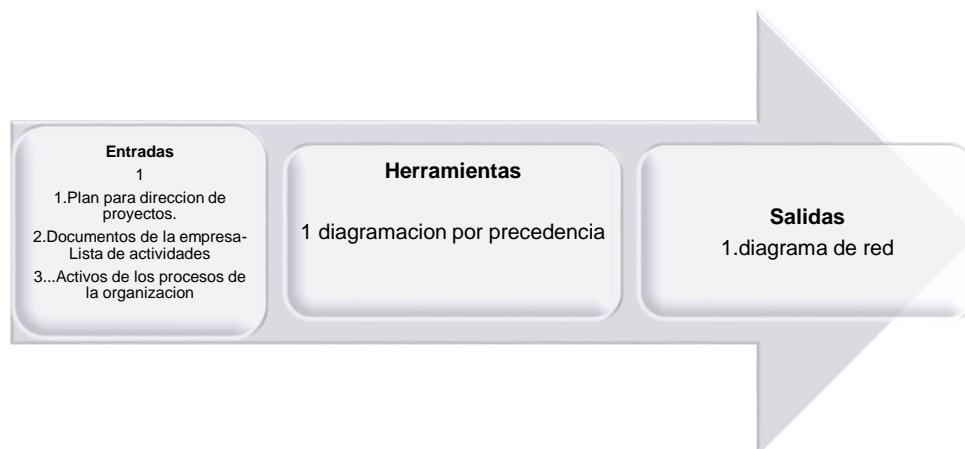 Entradas
1
1.Plan para direccion de
proyectos.
2.Documentos de la empresa-
Lista de actividades
3...Activos de los procesos de
la organizacion
Herramientas
1 diagramacion por precedencia
Salidas
1.diagrama de red